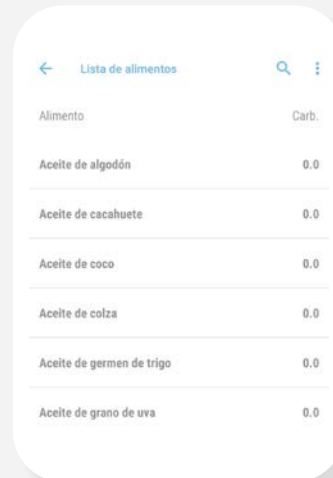 Lista de alimentos
Alimento Carb.
Aceite de algodón 0.0
Aceite de cacahuete 0.0
Aceite de coco 0.0
Aceite de colza 0.0
Aceite de germen de trigo 0.0
Aceite de grano de uva 0.0